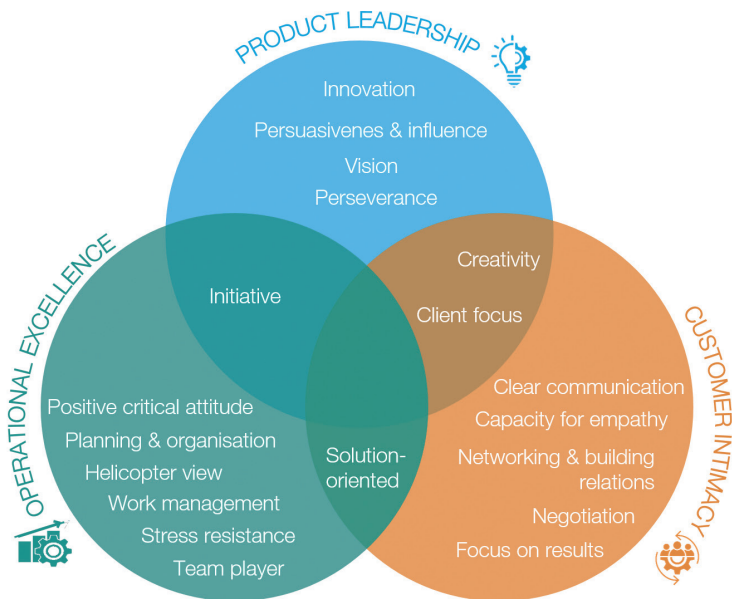 PRODUCT LEADERSHIP
Innovation
Persuasivenes & influence
Vision
Perseverance
OPERATIONAL EXCELLENCE
Initiative
Creativity
Client focus
CUSTOMER INTIMACY
Positive critical attitude
Planning & organisation
Helicopter view
Work management
Stress resistance
Team player
Solution-
oriented
Clear communication
Capacity for empathy
Networking & building
relations
Negotiation
Focus on results